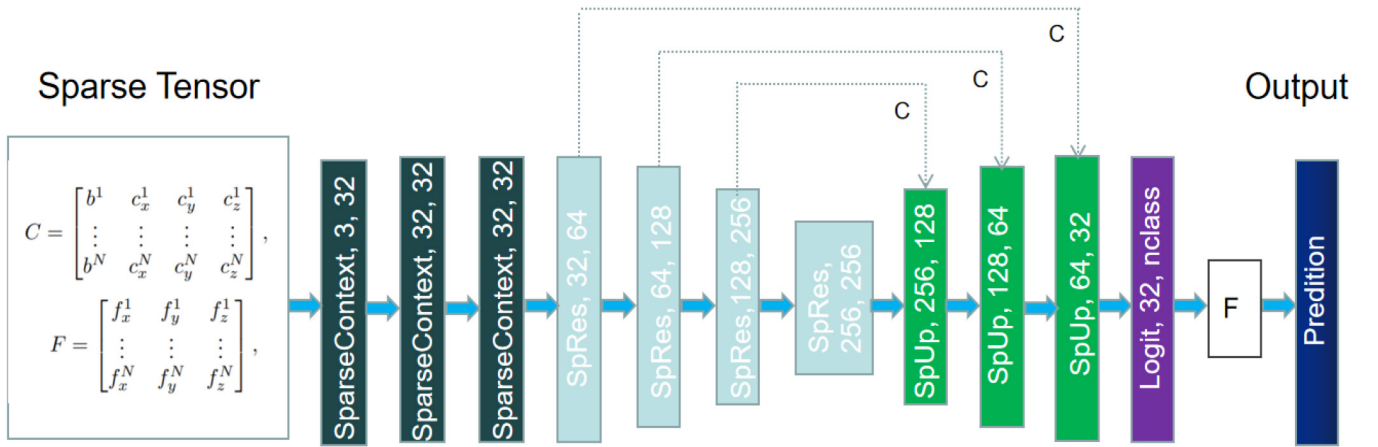 C
C
C
Sparse Tensor
Output
C = [b^1 c_x^1 c_y^1 c_z^1
⋮ ⋮ ⋮ ⋮
b^N c_x^N c_y^N c_z^N],
F = [f_x^1 f_y^1 f_z^1
⋮ ⋮ ⋮
f_x^N f_y^N f_z^N],
SparseContext, 3, 32
SparseContext, 32, 32
SparseContext, 32, 32
SpRes, 32, 64
SpRes, 64, 128
SpRes, 128, 256
SpRes,
256, 256
SpUp, 256, 128
SpUp, 128, 64
SpUp, 64, 32
Logit, 32, nclass
F
Predition